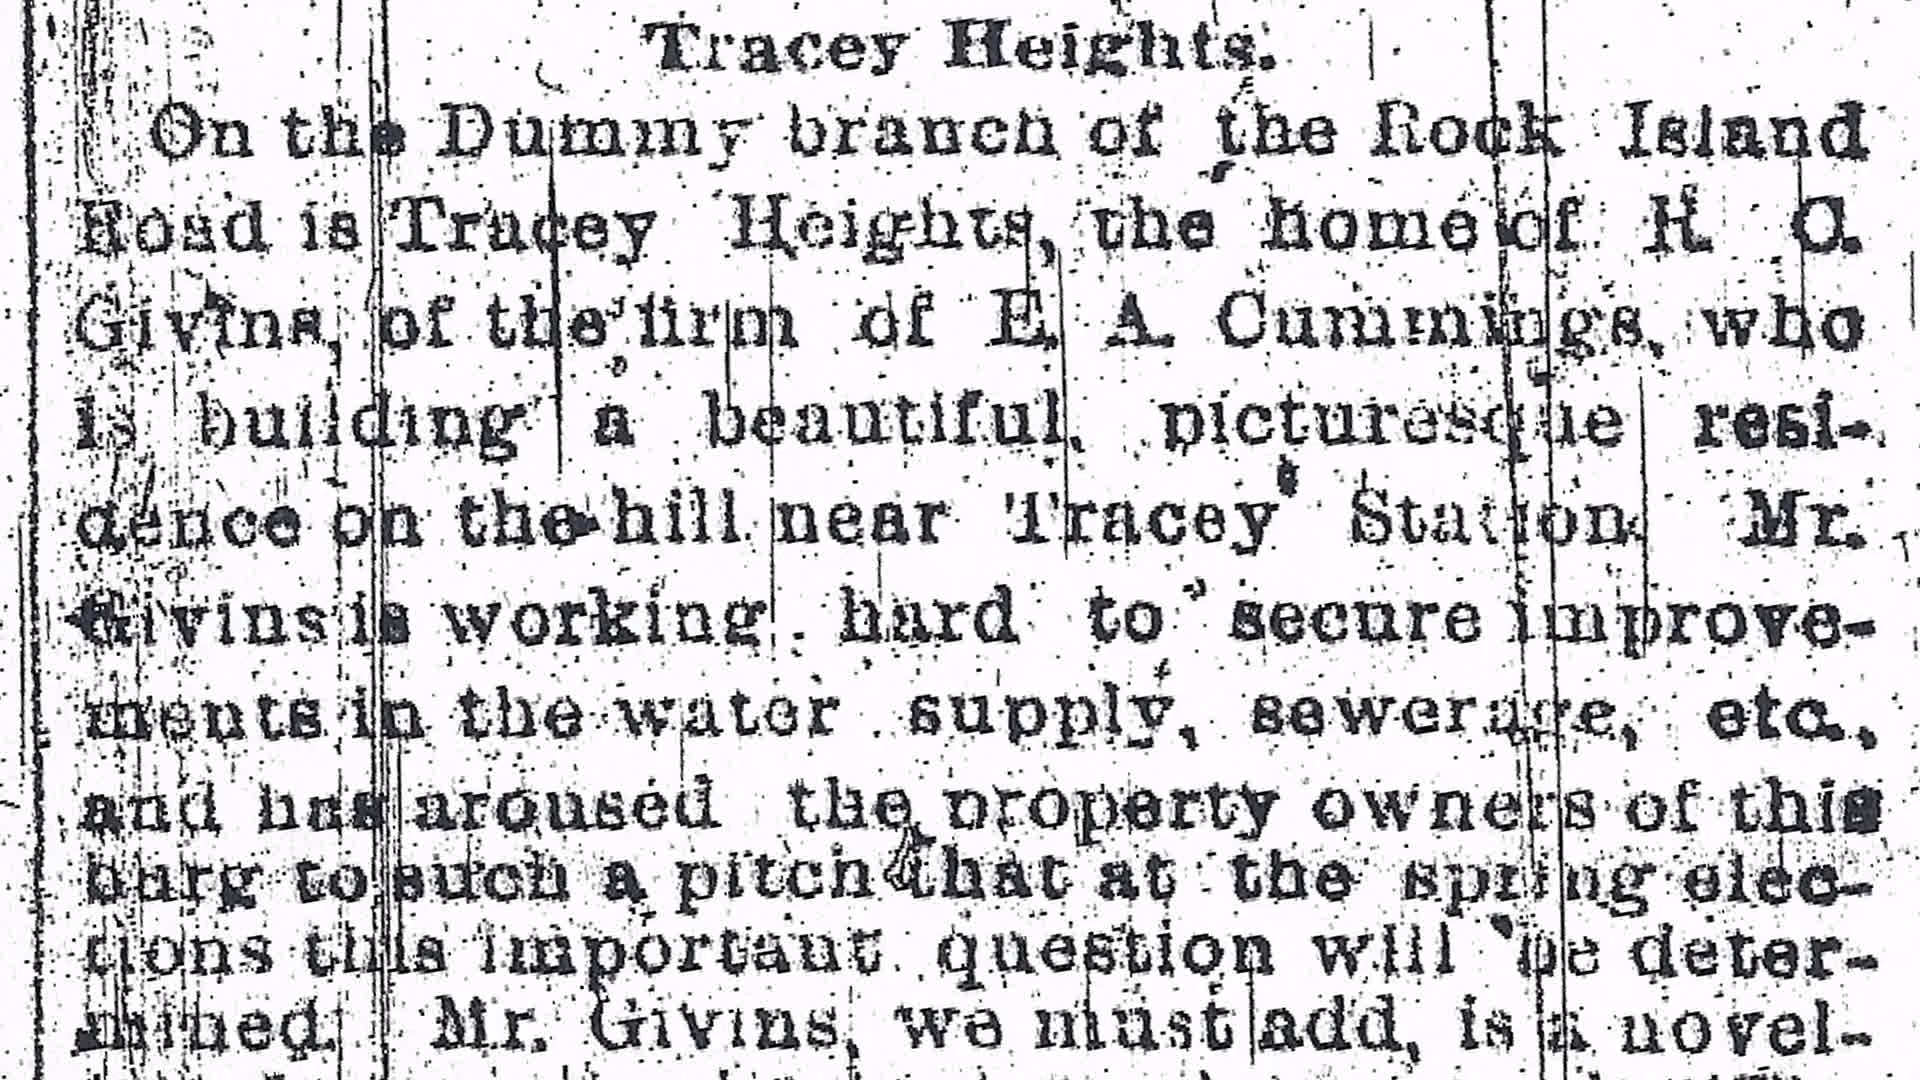 Tracey Heights.
On the Dummy branch of the Rock Island
Road is Tracey Heights, the home of R. C.
Givins, of the firm of E. A. Cummings, who
is building a beautiful, picturesque resi-
dence on the hill near Tracey Station. Mr.
Givins is working hard to secure improve-
ments in the water supply, sewerage, etc.,
and has aroused the property owners of this
burg to such a pitch that at the spring elec-
tions this important question will be deter-
mined. Mr. Givins, we must add, is a novel-